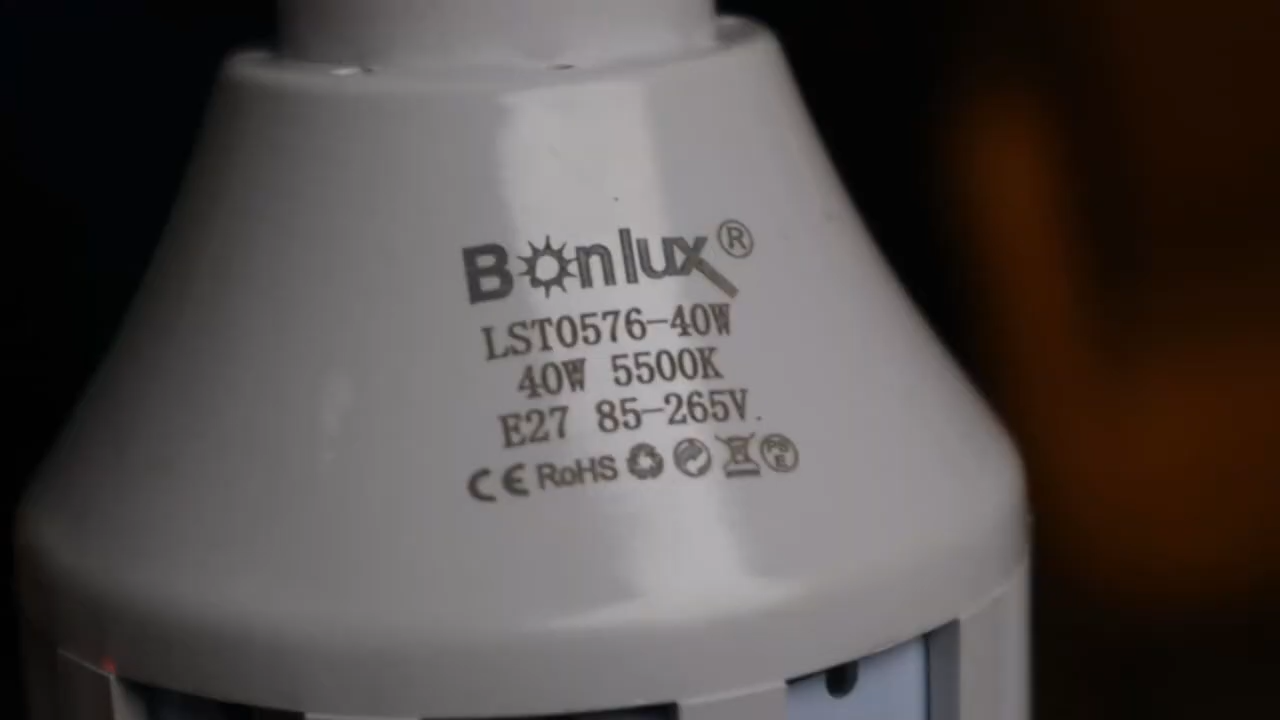 Bonlux®
LST0576-40W
40W 5500K
E27 85-265V.
CE RoHS